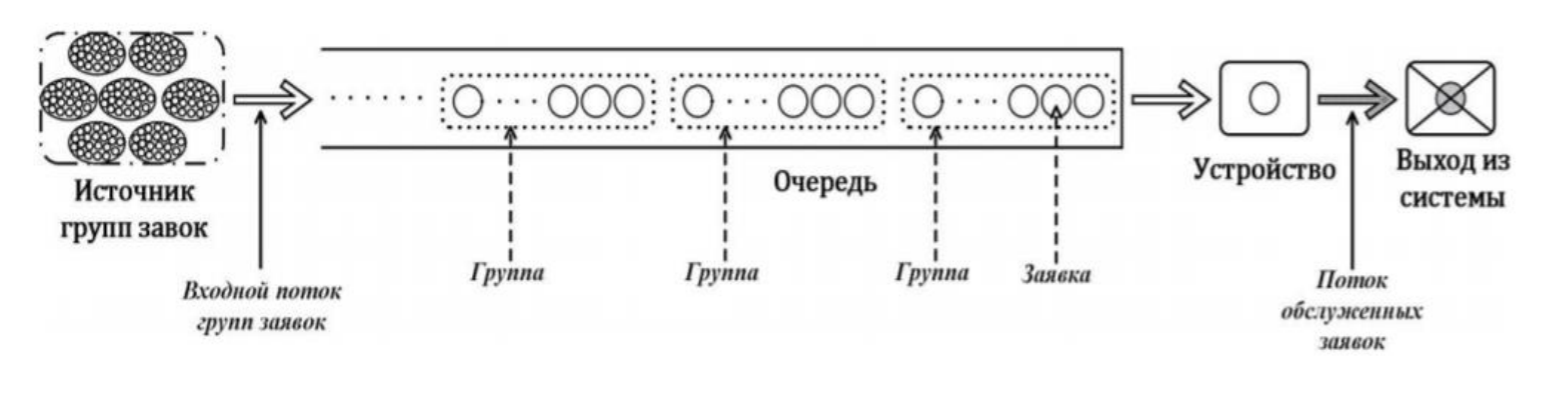 Источник
групп завок
Входной поток
групп заявок
Группа
Группа
Очередь
Группа
Заявка
Устройство
Поток
обслуженных
заявок
Выход из
системы